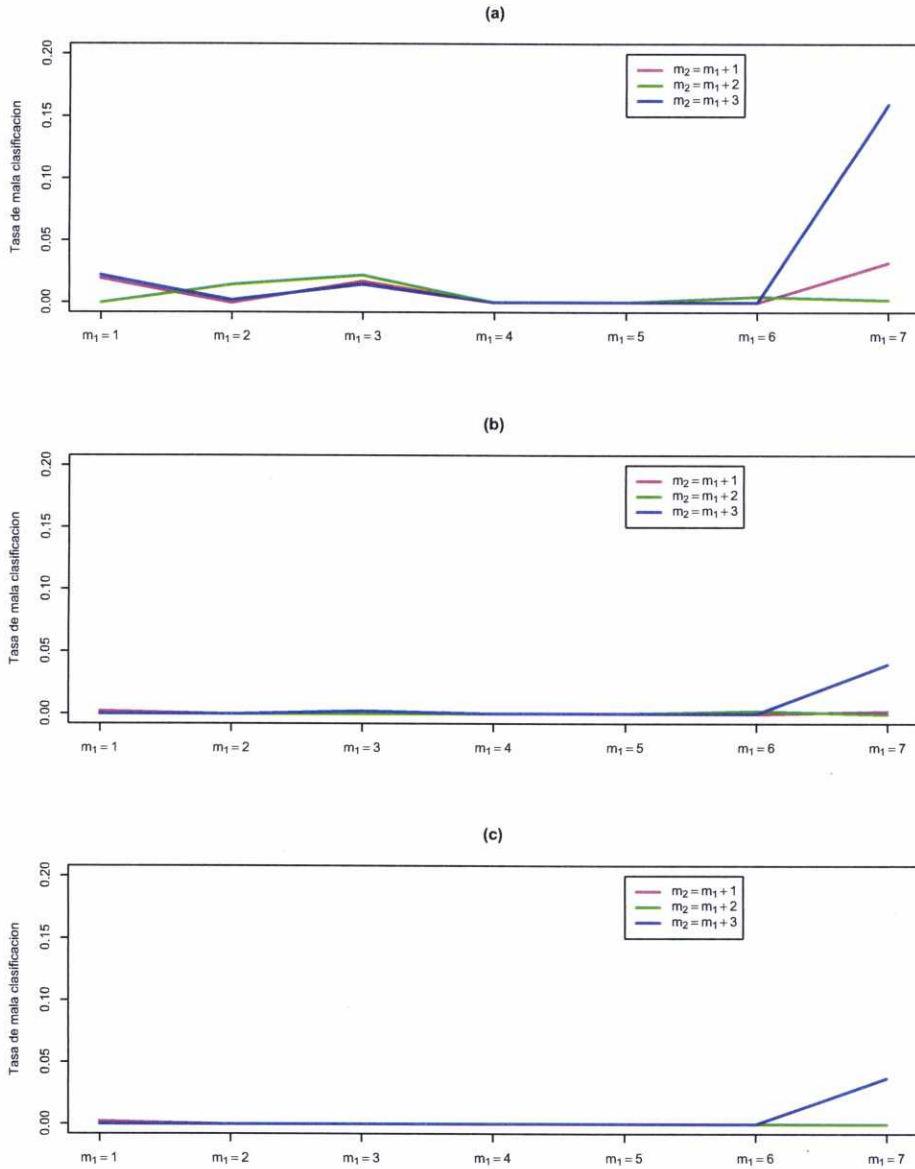 (a)
Tasa de mala clasificacion
0.20
0.15
0.10
0.05
0.00
m₂ = m₁ + 1
m₂ = m₁ + 2
m₂ = m₁ + 3
m₁ = 1
m₁ = 2
m₁ = 3
m₁ = 4
m₁ = 5
m₁ = 6
m₁ = 7
(b)
Tasa de mala clasificacion
0.20
0.15
0.10
0.05
0.00
m₂ = m₁ + 1
m₂ = m₁ + 2
m₂ = m₁ + 3
m₁ = 1
m₁ = 2
m₁ = 3
m₁ = 4
m₁ = 5
m₁ = 6
m₁ = 7
(c)
Tasa de mala clasificacion
0.20
0.15
0.10
0.05
0.00
m₂ = m₁ + 1
m₂ = m₁ + 2
m₂ = m₁ + 3
m₁ = 1
m₁ = 2
m₁ = 3
m₁ = 4
m₁ = 5
m₁ = 6
m₁ = 7